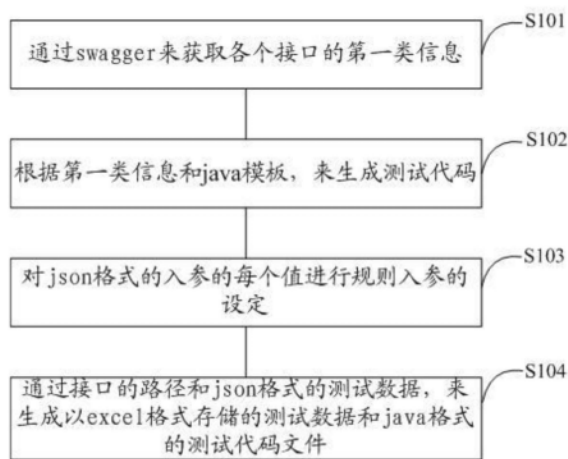 S101
通过swagger来获取各个接口的第一类信息
S102
根据第一类信息和java模板，来生成测试代码
S103
对json格式的入参的每个值进行规则入参的
设定
S104
通过接口的路径和json格式的测试数据，来
生成以excel格式存储的测试数据和java格式
的测试代码文件